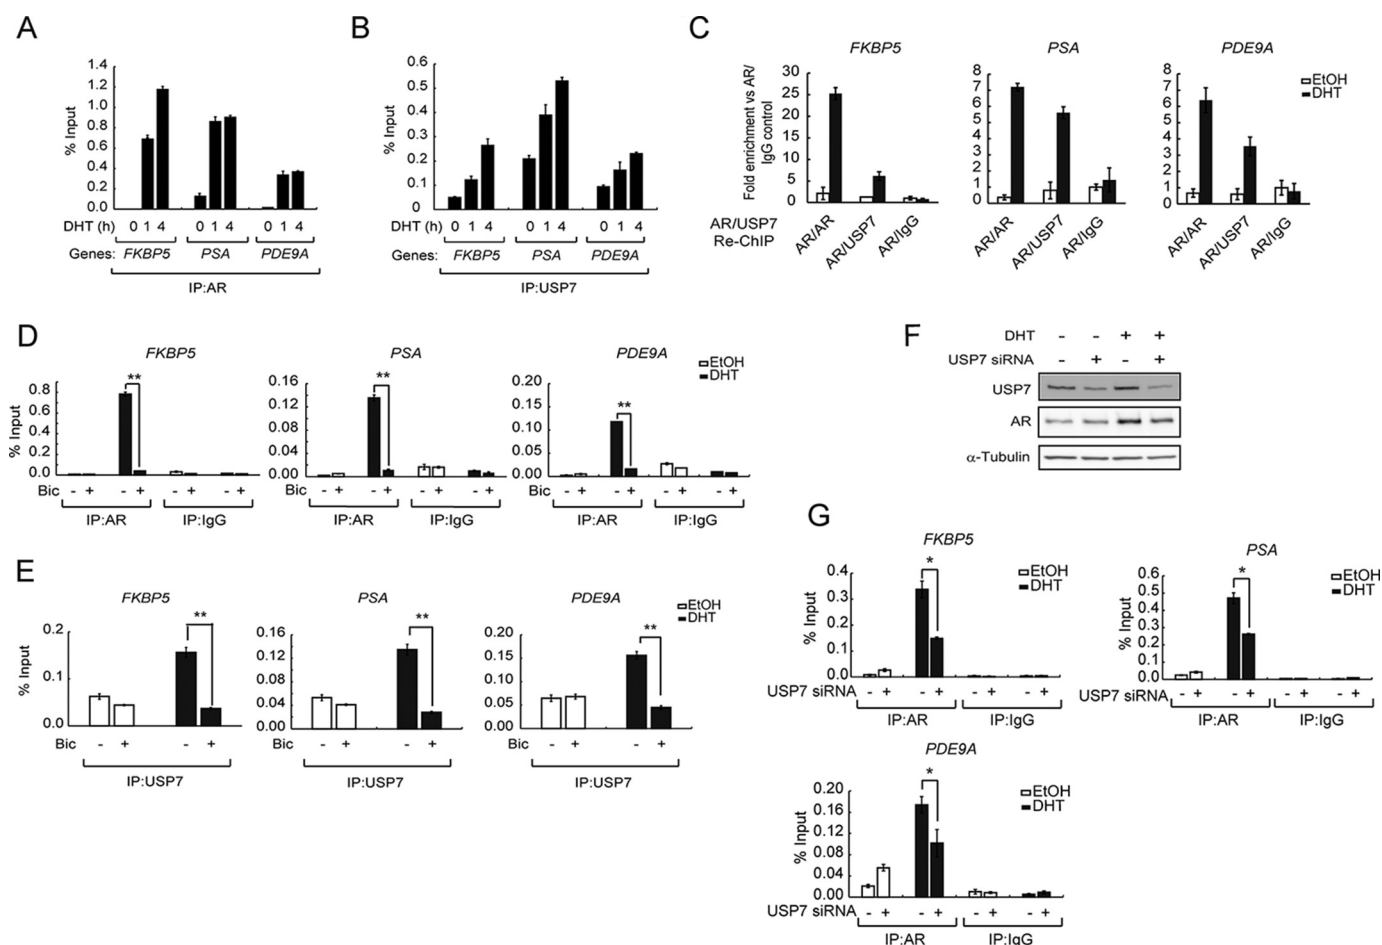 A
% Input
1.4
1.2
1.0
0.8
0.6
0.4
0.2
0.0
DHT (h) 0 1 4 0 1 4 0 1 4
Genes: FKBP5 PSA PDE9A
IP:AR
B
% Input
0.6
0.5
0.4
0.3
0.2
0.1
0.0
DHT (h) 0 1 4 0 1 4 0 1 4
Genes: FKBP5 PSA PDE9A
IP:USP7
C
Fold enrichment vs AR/
IgG control
FKBP5
30
25
20
15
10
5
0
PSA
8
7
6
5
4
3
2
1
0
PDE9A
8
7
6
5
4
3
2
1
0
EtOH
DHT
AR/USP7
Re-ChIP
AR/AR AR/USP7 AR/IgG
AR/AR AR/USP7 AR/IgG
AR/AR AR/USP7 AR/IgG
D
% Input
FKBP5
0.8
0.6
0.4
0.2
0.0
**
Bic - + - + - + - +
IP:AR IP:IgG
PSA
0.16
0.12
0.08
0.04
0.00
**
Bic - + - + - + - +
IP:AR IP:IgG
PDE9A
EtOH
DHT
0.20
0.15
0.10
0.05
0.00
**
Bic - + - + - + - +
IP:AR IP:IgG
E
% Input
FKBP5
0.2
0.1
0.0
**
Bic - + - +
IP:USP7
PSA
0.16
0.12
0.08
0.04
0.00
**
Bic - + - +
IP:USP7
PDE9A
EtOH
DHT
0.20
0.15
0.10
0.05
0.00
**
Bic - + - +
IP:USP7
F
DHT - - + +
USP7 siRNA - + - +
USP7
AR
α-Tubulin
G
FKBP5
EtOH
DHT
% Input
0.4
0.3
0.2
0.1
0.0
*
USP7 siRNA - + - + - + - +
IP:AR IP:IgG
PSA
EtOH
DHT
% Input
0.6
0.5
0.4
0.3
0.2
0.1
0.0
*
USP7 siRNA - + - + - + - +
IP:AR IP:IgG
PDE9A
EtOH
DHT
% Input
0.20
0.16
0.12
0.08
0.04
0.00
*
USP7 siRNA - + - + - + - +
IP:AR IP:IgG